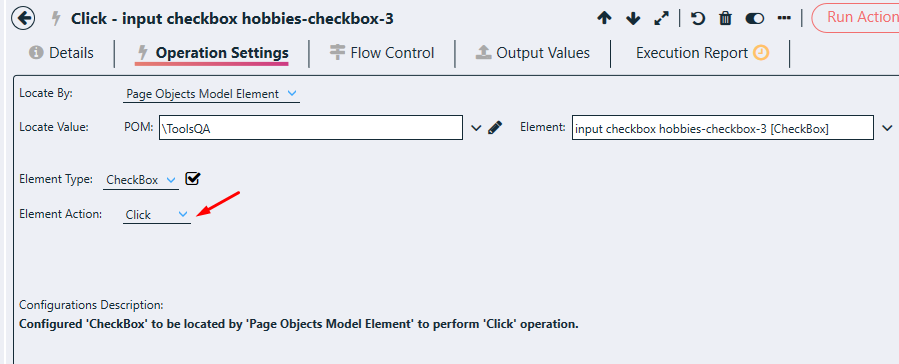 Click - input checkbox hobbies-checkbox-3
Run Action
Details
Operation Settings
Flow Control
Output Values
Execution Report
Locate By: Page Objects Model Element
Locate Value: POM: \ToolsQA Element: input checkbox hobbies-checkbox-3 [CheckBox]
Element Type: CheckBox
Element Action: Click
Configurations Description:
Configured 'CheckBox' to be located by 'Page Objects Model Element' to perform 'Click' operation.